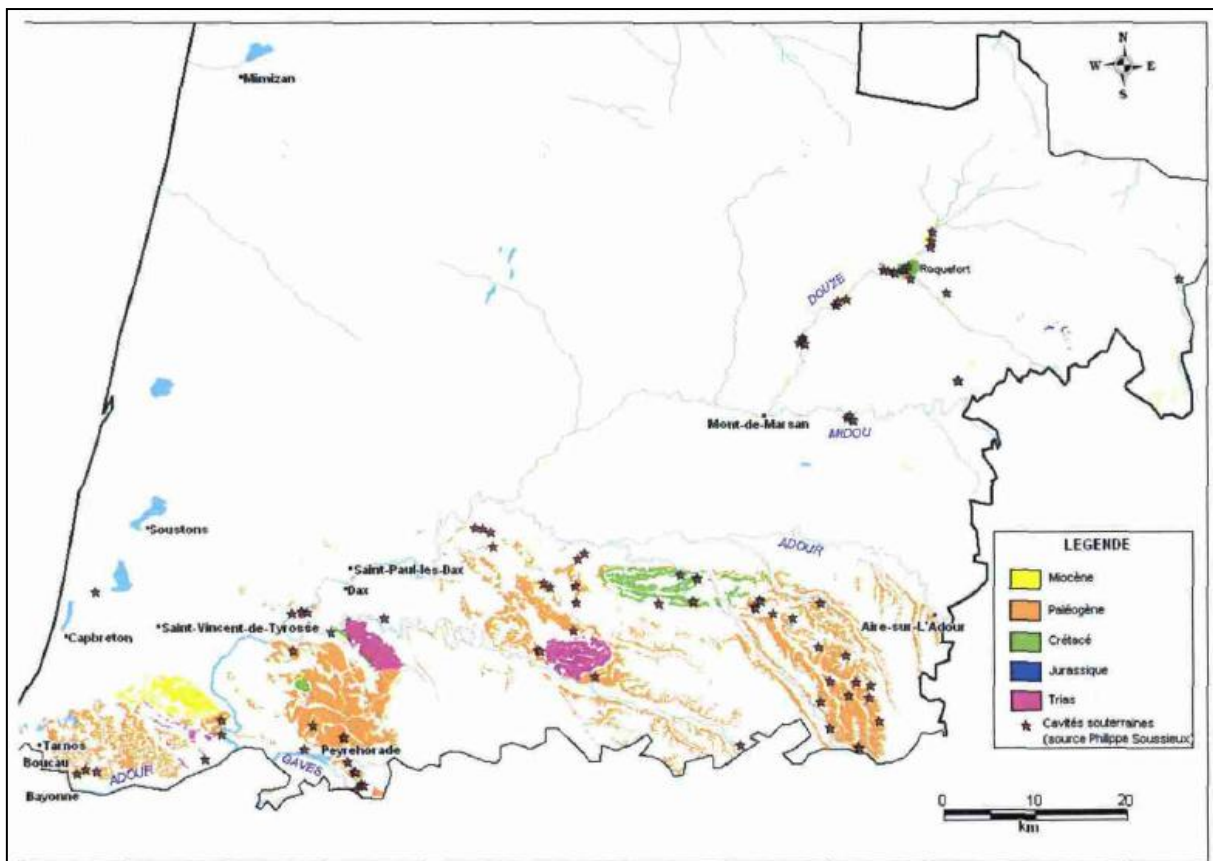 N
W E
S
Mimizan
Roquefort
DOUZE
Mont-de-Marsan
MIDOU
Soustons
ADOUR
LEGENDE
Miocène
Paléogène
Crétacé
Jurassique
Trias
Cavités souterraines
(source Philippe Soussieux)
Saint-Paul-les-Dax
Dax
Capbreton
Saint-Vincent-de-Tyrosse
Aire-sur-L'Adour
Tarnos
Boucau
ADOUR
Bayonne
Peyrehorade
GAVES
0 10 20
km